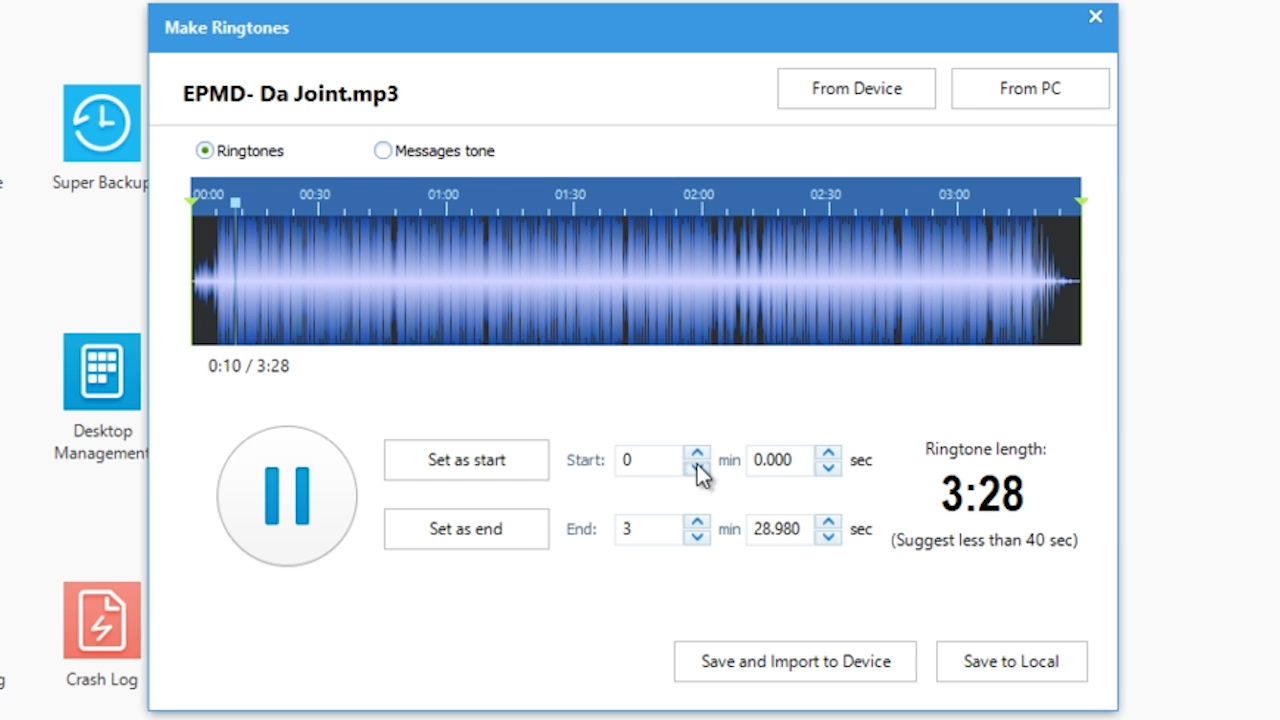 Make Ringtones
EPMD- Da Joint.mp3
From Device
From PC
Ringtones
Messages tone
00:00 00:30 01:00 01:30 02:00 02:30 03:00
0:10 / 3:28
Set as start
Start: 0 min 0.000 sec
Set as end
End: 3 min 28.980 sec
Ringtone length:
3:28
(Suggest less than 40 sec)
Save and Import to Device
Save to Local
e
Super Backup
Desktop
Management
g
Crash Log